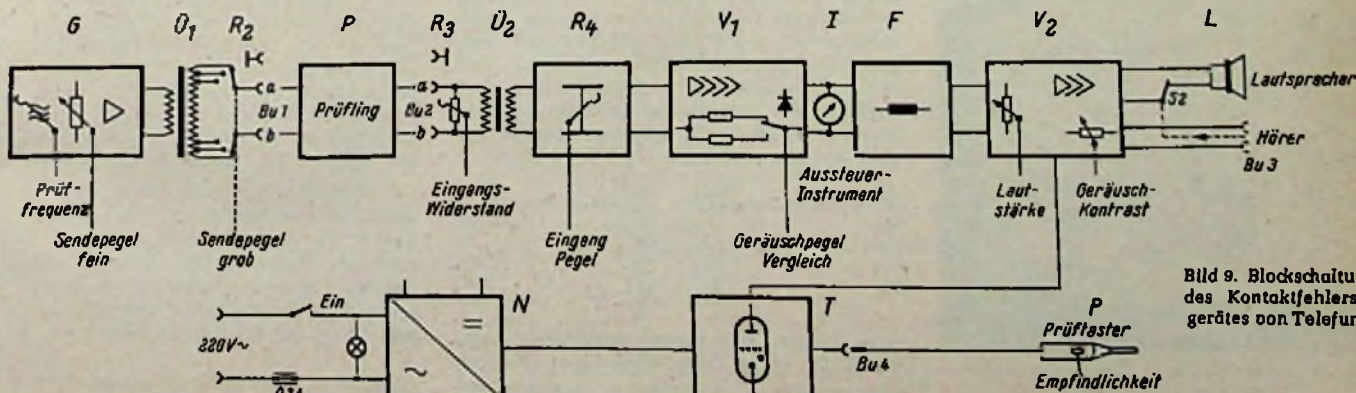 G Ü₁ R₂ P R₃ Ü₂ R₄ V₁ I F V₂ L
a Bu 1 b
Prüfling
a Bu2 b
S2
Lautsprecher
Hörer
Bu 3
Prüf-
frequenz
Sendepegel
fein
Sendepegel
grob
Eingangs-
Widerstand
Eingang
Pegel
Aussteuer-
Instrument
Geräuschpegel
Vergleich
Laut-
stärke
Geräusch-
Kontrast
Ein
220V~
N
=
~
T
Bu 4
P
Prüftaster
Empfindlichkeit
Bild 9. Blockschaltu
des Kontaktfehlers
gerätes von Telefun